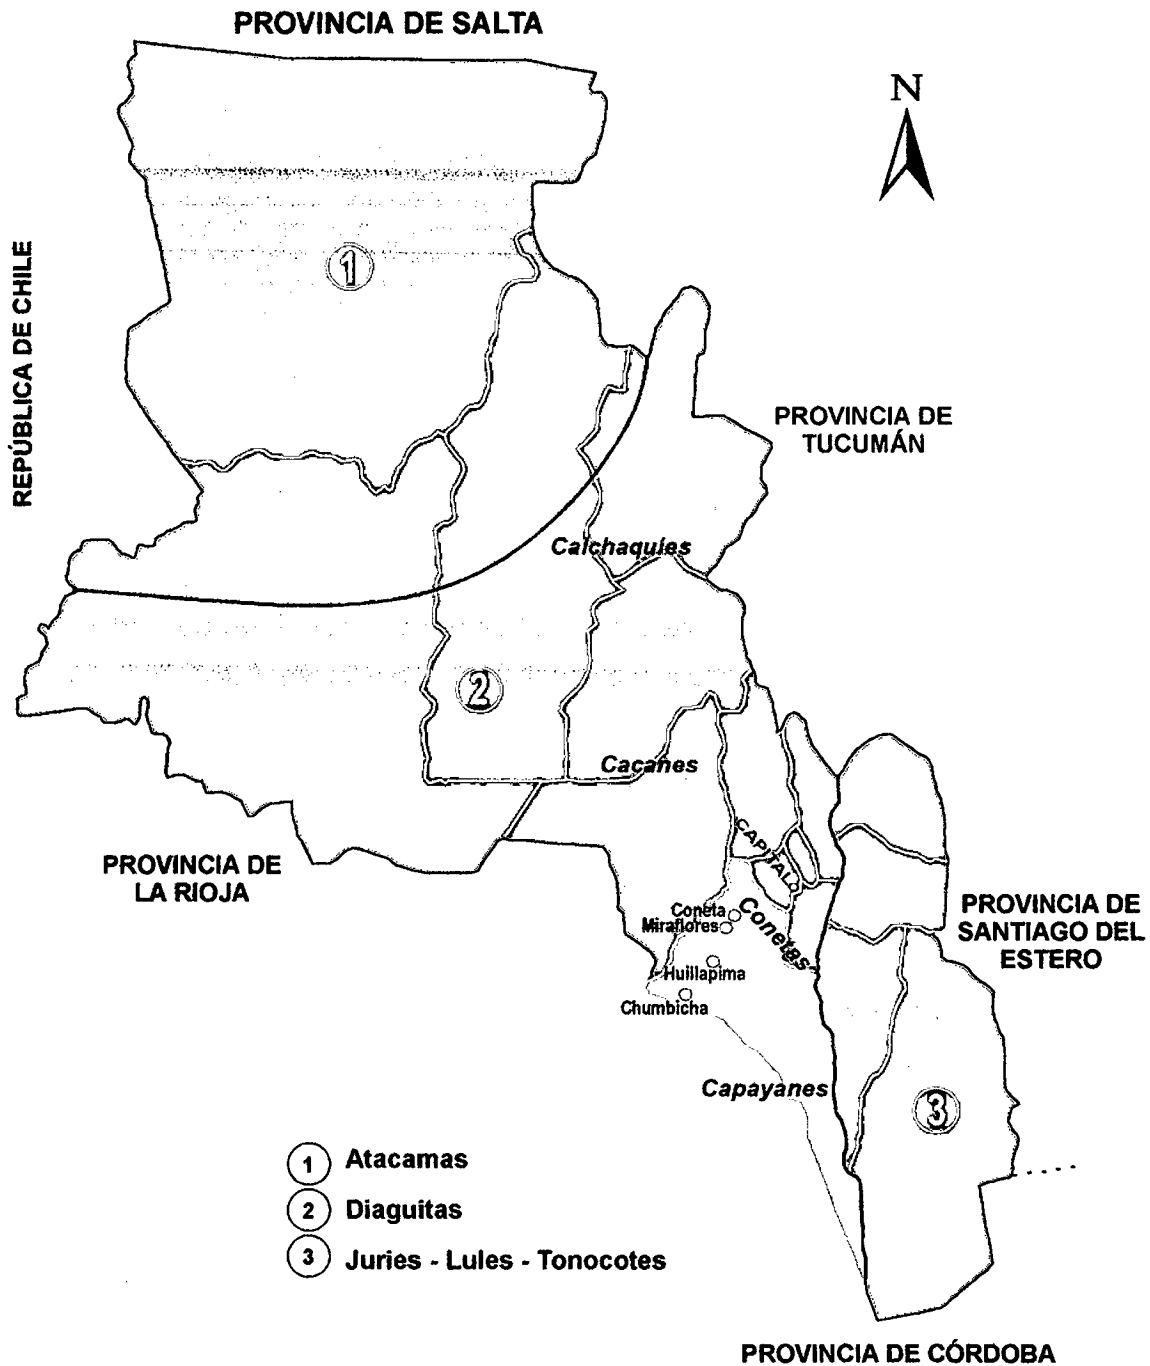 PROVINCIA DE SALTA
N
REPÚBLICA DE CHILE
1
PROVINCIA DE
TUCUMÁN
Calchaquíes
2
Cacanes
CAPITAL
PROVINCIA DE
LA RIOJA
Coneta
Miraflores
Conetas
Huillapima
Chumbicha
PROVINCIA DE
SANTIAGO DEL
ESTERO
Capayanes
3
1 Atacamas
2 Diaguitas
3 Juries - Lules - Tonocotes
PROVINCIA DE CÓRDOBA